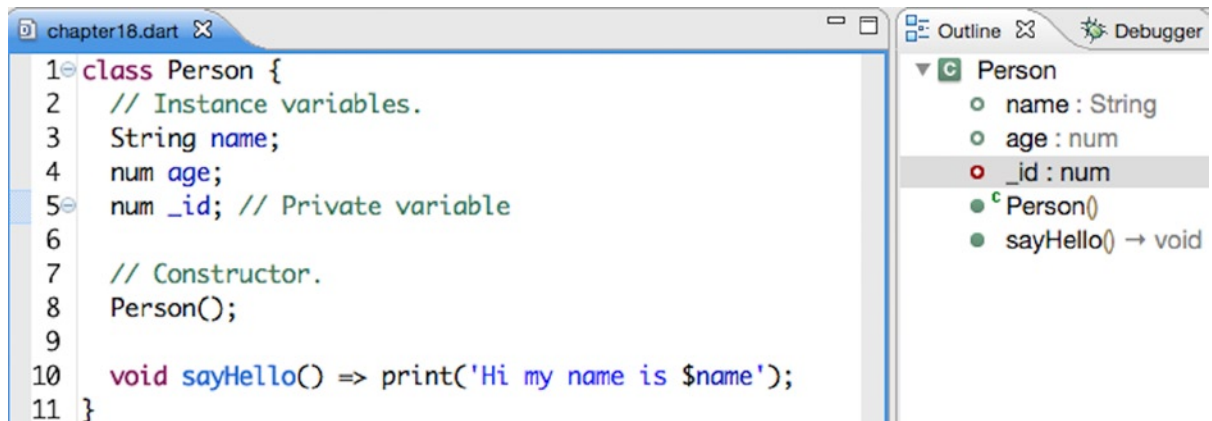 chapter18.dart
1 class Person {
2   // Instance variables.
3   String name;
4   num age;
5   num _id; // Private variable
6
7   // Constructor.
8   Person();
9
10   void sayHello() => print('Hi my name is $name');
11 }
Outline Debugger
C Person
name : String
age : num
_id : num
c Person()
sayHello() → void